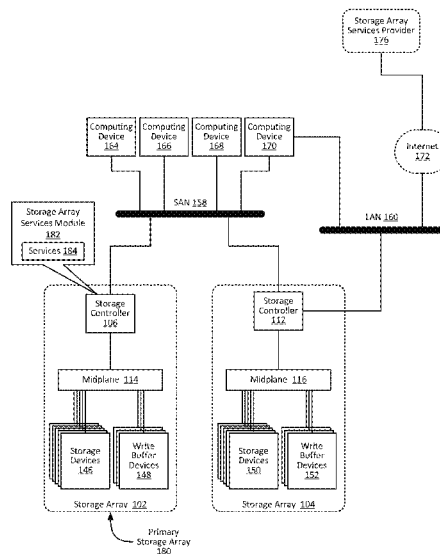 Storage Array
Services Provider
176
Computing
Device
164
Computing
Device
166
Computing
Device
168
Computing
Device
170
Internet
172
SAN 158
LAN 160
Storage Array
Services Module
182
Services 184
Storage
Controller
106
Storage
Controller
112
Midplane 114
Midplane 116
Storage
Devices
146
Write
Buffer
Devices
148
Storage
Devices
150
Write
Buffer
Devices
152
Storage Array 102
Storage Array 104
Primary
Storage Array
180